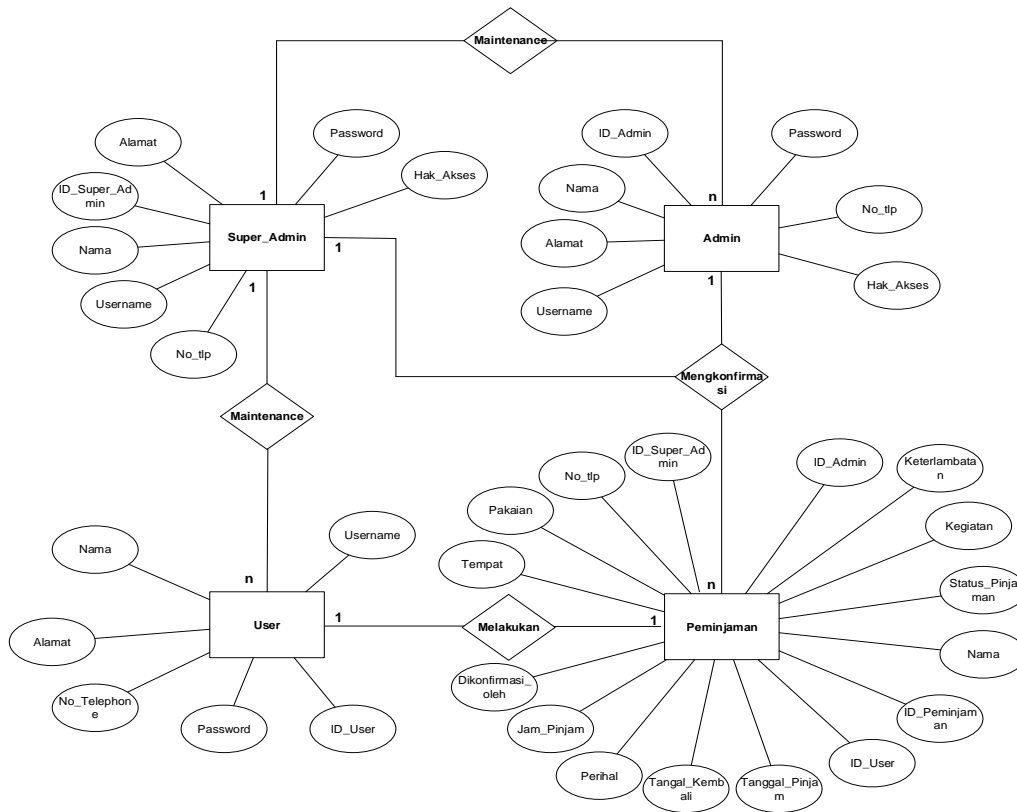 Maintenance
Alamat
Password
ID_Super_Ad
min
Hak_Akses
Nama
Username
No_tlp
1
Super_Admin
1
1
ID_Admin
Password
Nama
No_tlp
Alamat
Hak_Akses
Username
n
Admin
1
Maintenance
Mengkonfirma
si
Nama
Username
Alamat
No_Telephone
e
Password
ID_User
n
User
1
Melakukan
1
n
Peminjaman
ID_Super_Ad
min
No_tlp
Pakaian
Tempat
ID_Admin
Keterlambata
n
Kegiatan
Status_Pinja
man
Nama
Dikonfirmasi_
oleh
Jam_Pinjam
Perihal
Tangal_Kemb
ali
Tanggal_Pinja
m
ID_User
ID_Peminjam
an